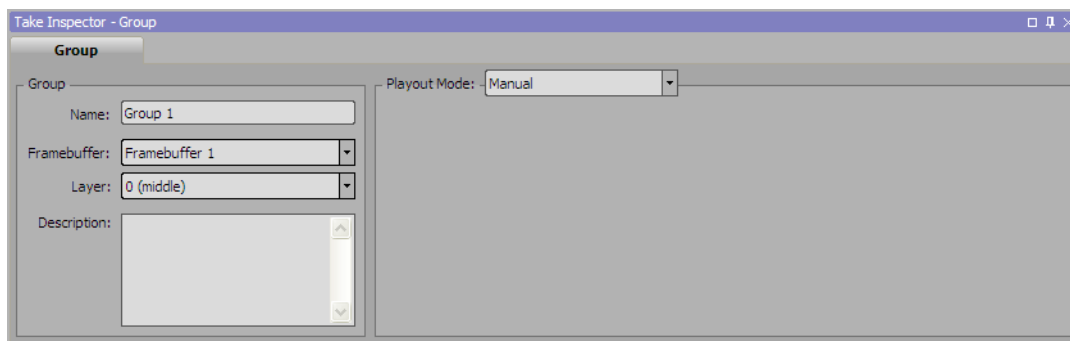 Take Inspector - Group
Group
Group
Name: Group 1
Framebuffer: Framebuffer 1
Layer: 0 (middle)
Description:
Playout Mode: Manual